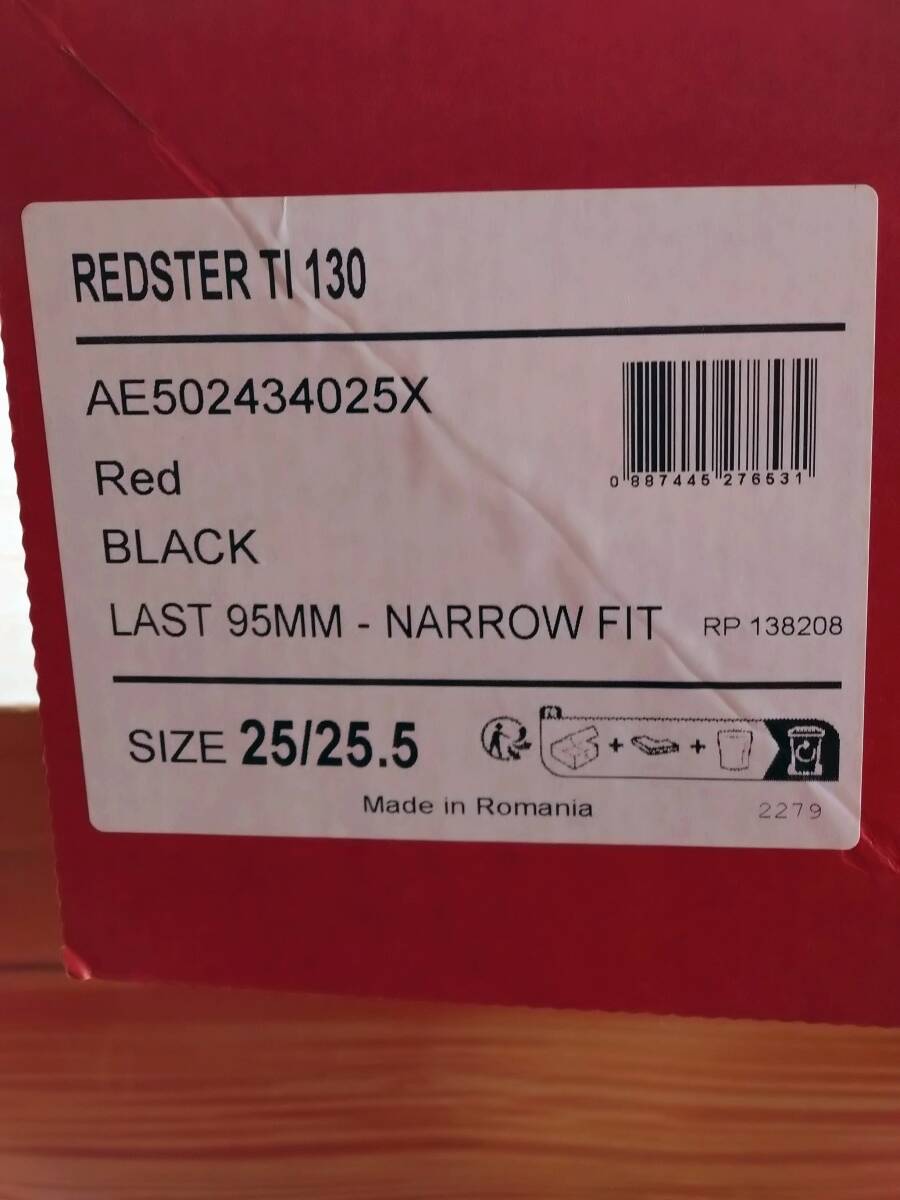 REDSTER TI 130
AE502434025X
0 887445 276531
Red
BLACK
LAST 95MM - NARROW FIT RP 138208
SIZE 25/25.5
+ +
Made in Romania 2279